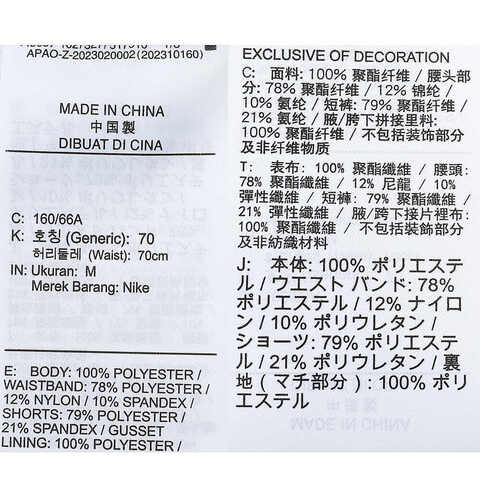 APAO-Z-2023020002 (202310160)
MADE IN CHINA
中国製
DIBUAT DI CINA
C: 160/66A
K: 호칭 (Generic): 70
허리둘레 (Waist): 70cm
IN: Ukuran: M
Merek Barang: Nike
E: BODY: 100% POLYESTER /
WAISTBAND: 78% POLYESTER /
12% NYLON / 10% SPANDEX /
SHORTS: 79% POLYESTER /
21% SPANDEX / GUSSET
LINING: 100% POLYESTER /
EXCLUSIVE OF DECORATION
C: 面料: 100% 聚酯纤维 / 腰头部
分: 78% 聚酯纤维 / 12% 锦纶 /
10% 氨纶 / 短裤: 79% 聚酯纤维 /
21% 氨纶 / 腋/胯下拼接里料:
100% 聚酯纤维 / 不包括装饰部分
及非纤维物质
T: 表布: 100% 聚酯纖維 / 腰頭:
78% 聚酯纖維 / 12% 尼龍 / 10%
彈性纖維 / 短褲: 79% 聚酯纖維 /
21% 彈性纖維 / 腋/胯下接片裡布:
100% 聚酯纖維 / 不包括裝飾部分
及非紡織材料
J: 本体: 100% ポリエステ
ル / ウエスト バンド: 78%
ポリエステル / 12% ナイロ
ン / 10% ポリウレタン /
ショーツ: 79% ポリエステ
ル / 21% ポリウレタン / 裏
地 (マチ部分) : 100% ポリ
エステル